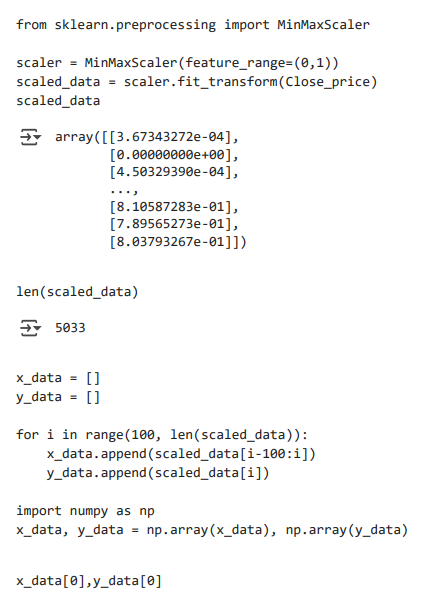 from sklearn.preprocessing import MinMaxScaler
scaler = MinMaxScaler(feature_range=(0,1))
scaled_data = scaler.fit_transform(Close_price)
scaled_data
array([[3.67343272e-04],
       [0.00000000e+00],
       [4.50329390e-04],
       ...,
       [8.10587283e-01],
       [7.89565273e-01],
       [8.03793267e-01]])
len(scaled_data)
5033
x_data = []
y_data = []
for i in range(100, len(scaled_data)):
    x_data.append(scaled_data[i-100:i])
    y_data.append(scaled_data[i])
import numpy as np
x_data, y_data = np.array(x_data), np.array(y_data)
x_data[0],y_data[0]